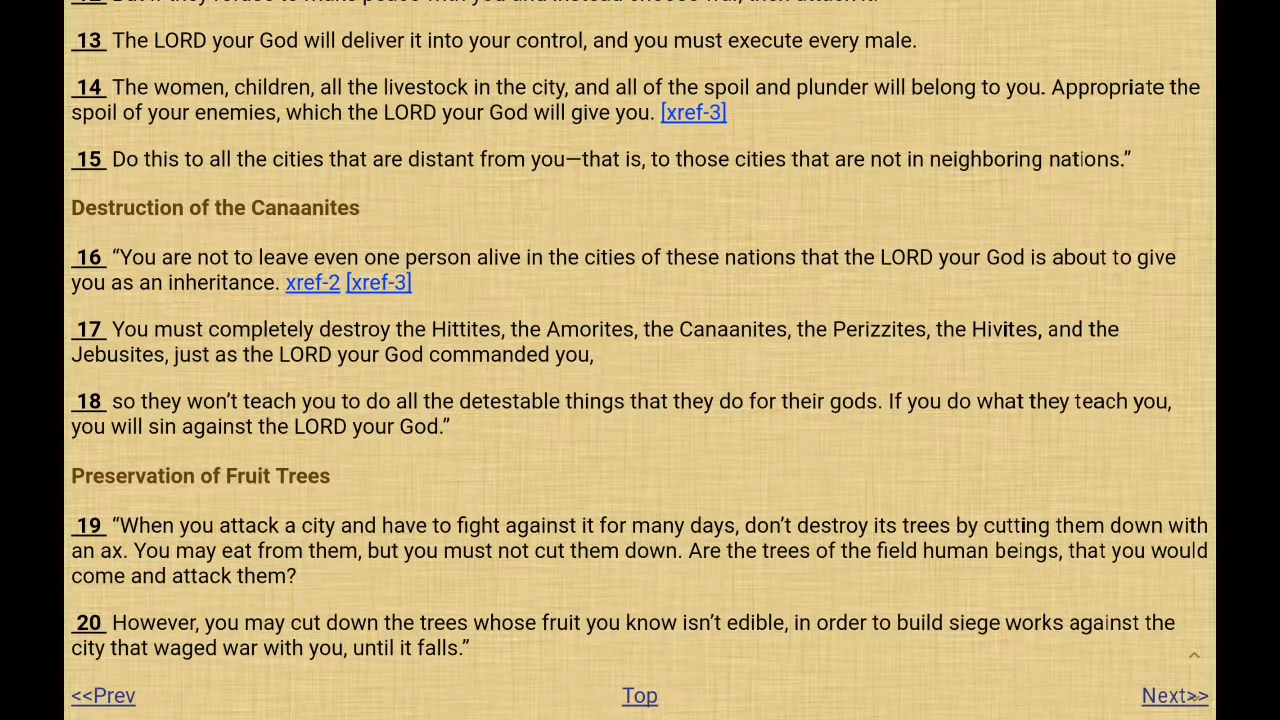 13 The LORD your God will deliver it into your control, and you must execute every male.
14 The women, children, all the livestock in the city, and all of the spoil and plunder will belong to you. Appropriate the
spoil of your enemies, which the LORD your God will give you. [xref-3]
15 Do this to all the cities that are distant from you—that is, to those cities that are not in neighboring nations.”
Destruction of the Canaanites
16 “You are not to leave even one person alive in the cities of these nations that the LORD your God is about to give
you as an inheritance. xref-2 [xref-3]
17 You must completely destroy the Hittites, the Amorites, the Canaanites, the Perizzites, the Hivites, and the
Jebusites, just as the LORD your God commanded you,
18 so they won’t teach you to do all the detestable things that they do for their gods. If you do what they teach you,
you will sin against the LORD your God.”
Preservation of Fruit Trees
19 “When you attack a city and have to fight against it for many days, don’t destroy its trees by cutting them down with
an ax. You may eat from them, but you must not cut them down. Are the trees of the field human beings, that you would
come and attack them?
20 However, you may cut down the trees whose fruit you know isn’t edible, in order to build siege works against the
city that waged war with you, until it falls.”
<<Prev Top Next>>